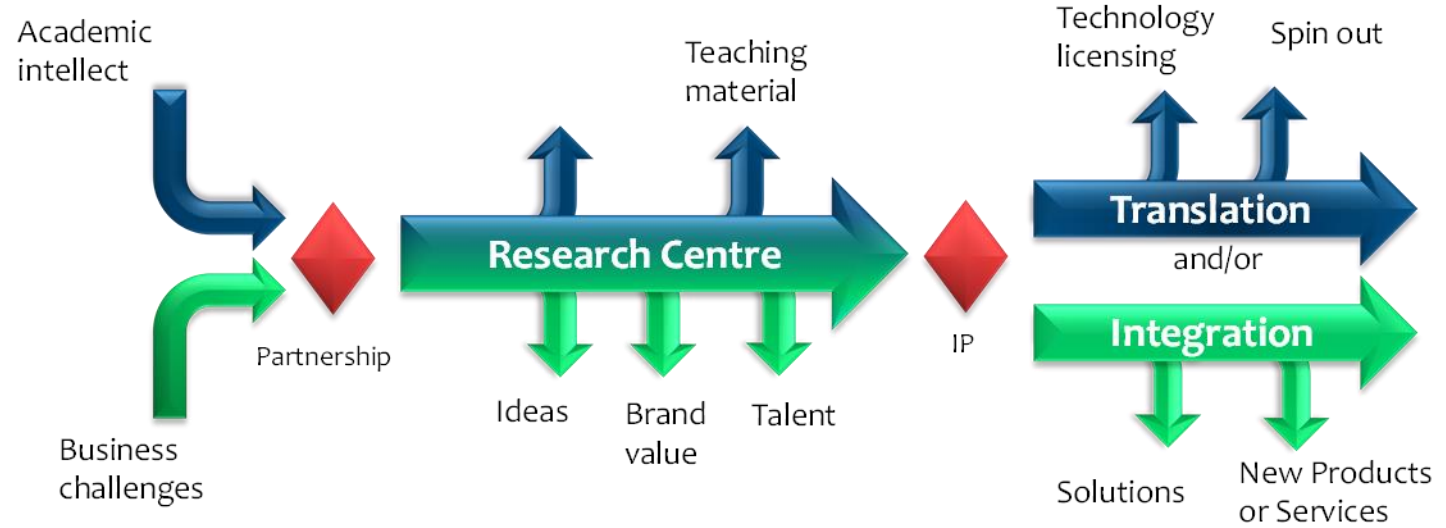 Academic
intellect
Teaching
material
Technology
licensing
Spin out
Research Centre
Translation
and/or
Integration
Partnership
IP
Ideas
Brand
value
Talent
Business
challenges
Solutions
New Products
or Services